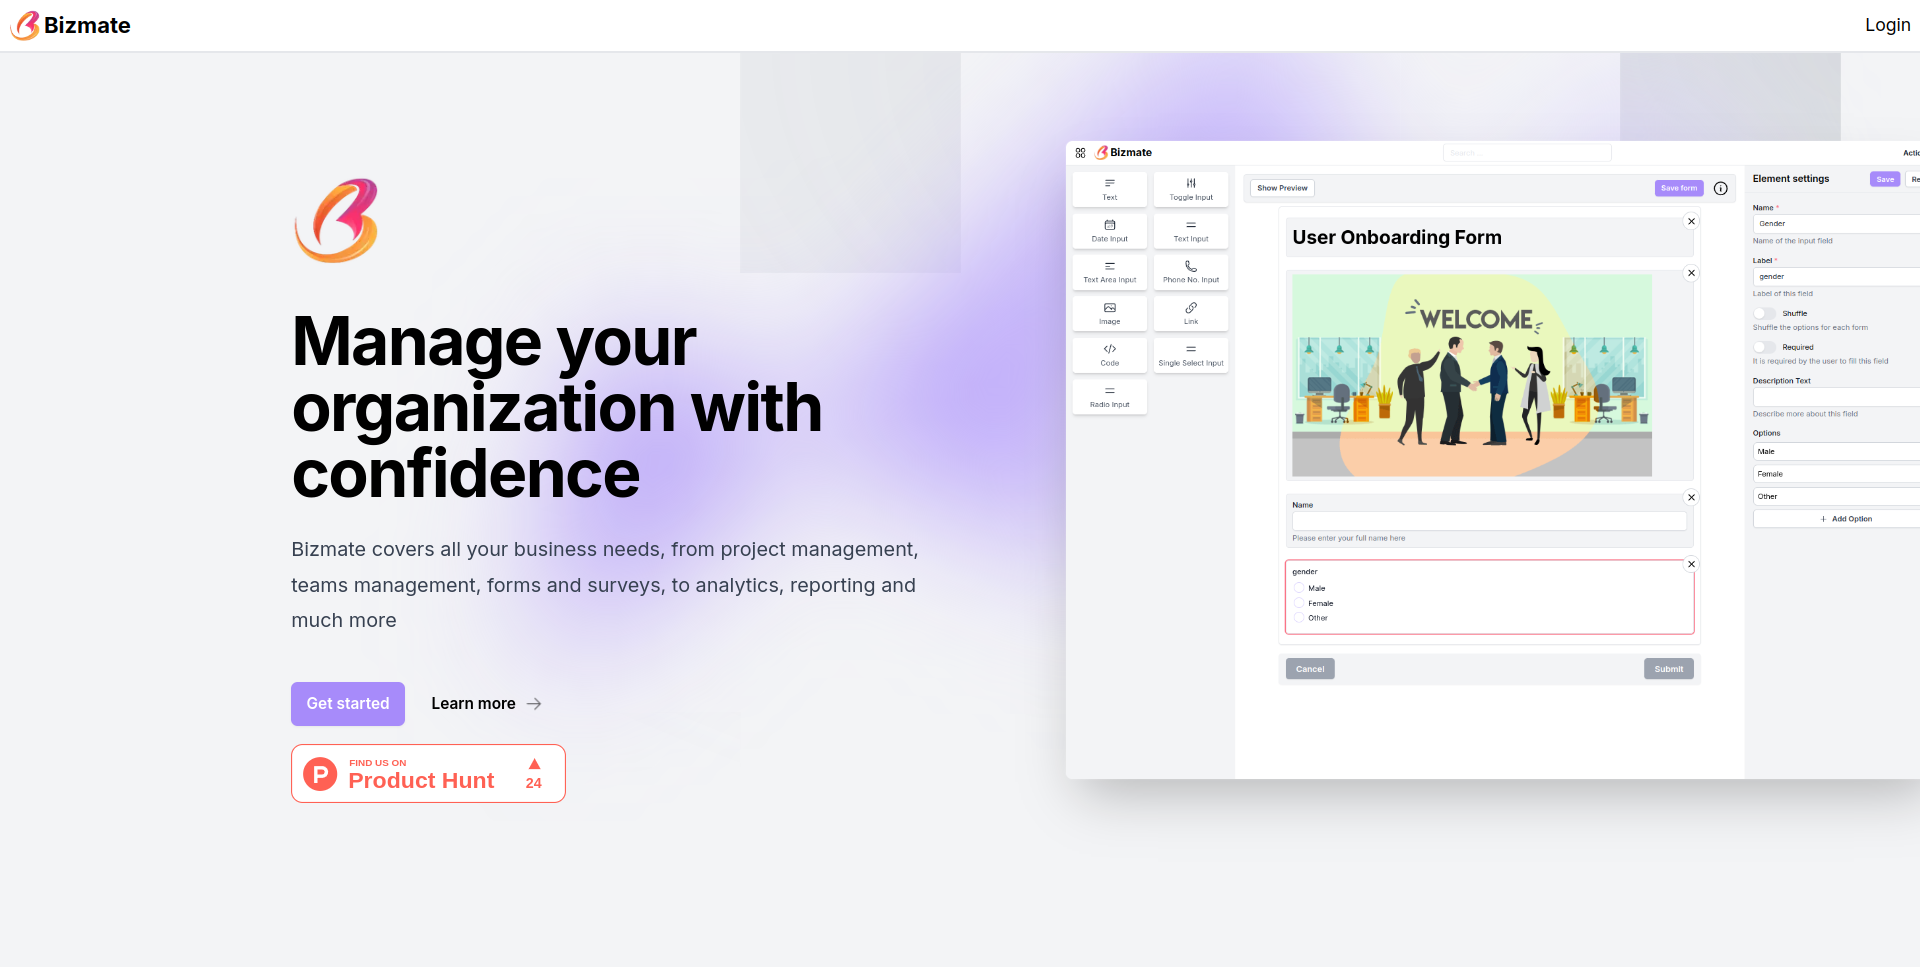 Bizmate
Login
Manage your
organization with
confidence
Bizmate covers all your business needs, from project management,
teams management, forms and surveys, to analytics, reporting and
much more
Get started
Learn more
FIND US ON
Product Hunt
24
Bizmate
Search ...
Actio
Text
Toggle Input
Date Input
Text Input
Text Area Input
Phone No. Input
Image
Link
Code
Single Select Input
Radio Input
Show Preview
Save form
User Onboarding Form
WELCOME
Name
Please enter your full name here
gender
Male
Female
Other
Cancel
Submit
Element settings
Save
Re
Name *
Gender
Name of the input field
Label *
gender
Label of this field
Shuffle
Shuffle the options for each form
Required
It is required by the user to fill this field
Description Text
Describe more about this field
Options
Male
Female
Other
Add Option